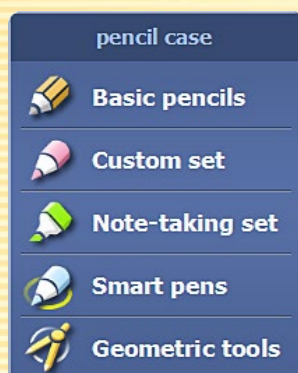 pencil case
Basic pencils
Custom set
Note-taking set
Smart pens
Geometric tools